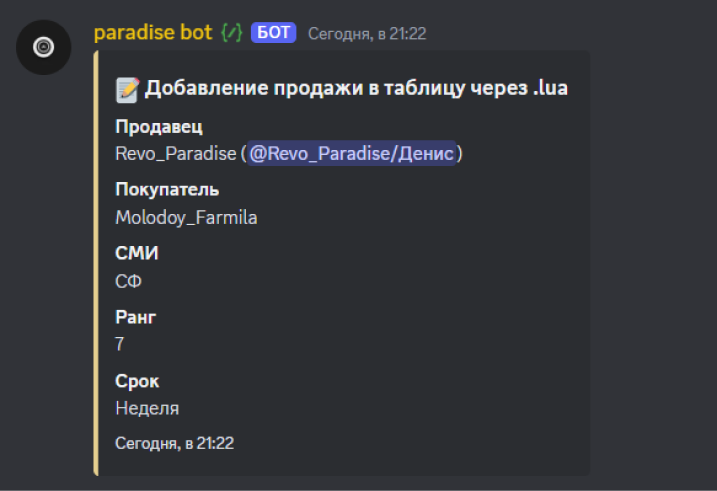 paradise bot {/} БОТ Сегодня, в 21:22
📝 Добавление продажи в таблицу через .lua
Продавец
Revo_Paradise (@Revo_Paradise/Денис)
Покупатель
Molodoy_Farmila
СМИ
СФ
Ранг
7
Срок
Неделя
Сегодня, в 21:22